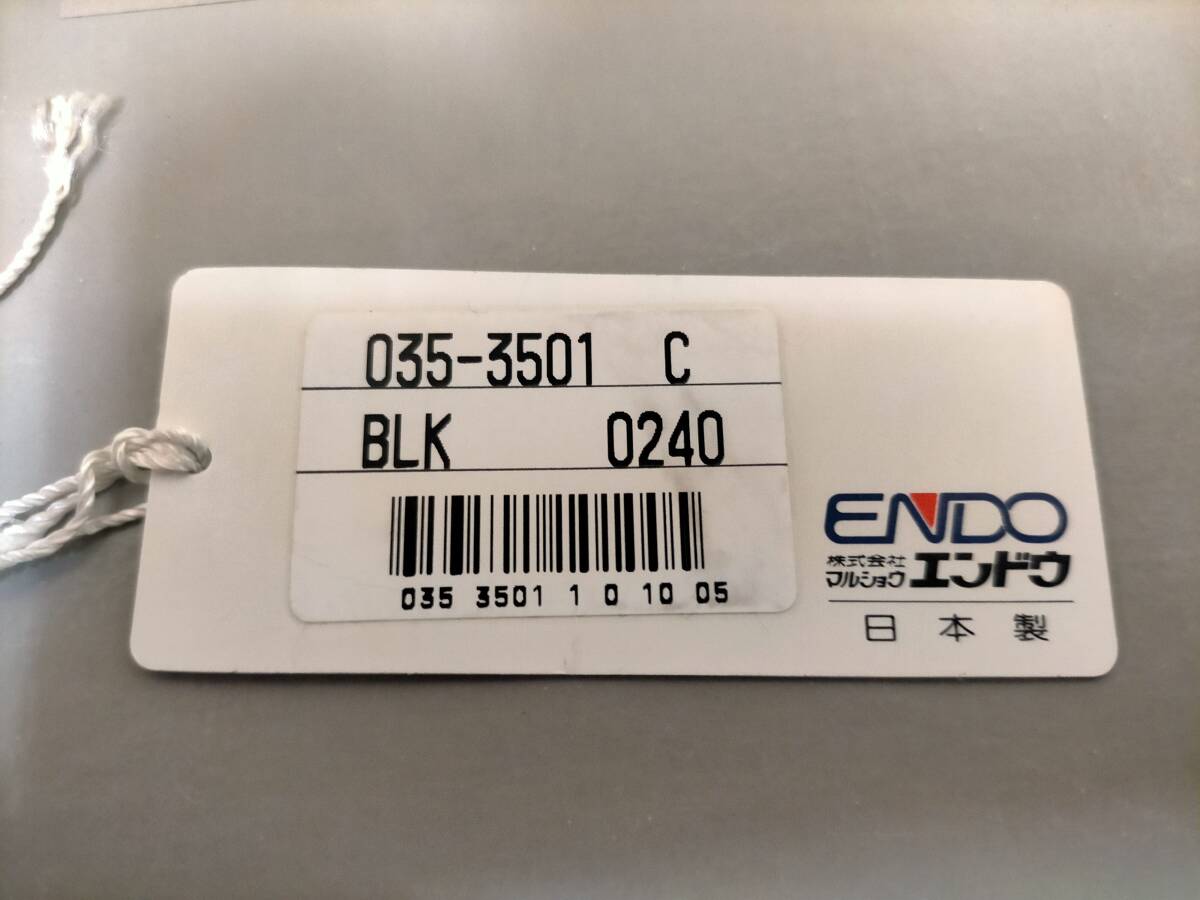 035-3501 C
BLK 0240
035 3501 1 0 10 05
ENDO
株式会社
マルショウ エンドウ
日本製